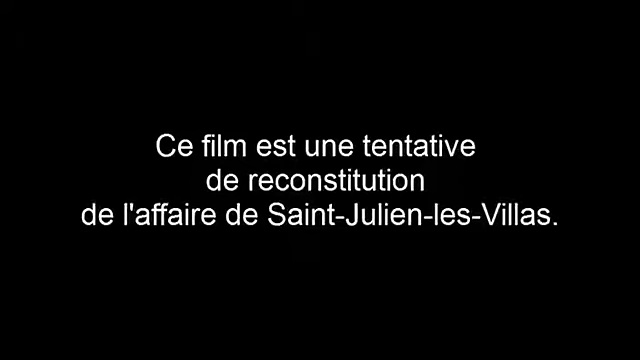 Ce film est une tentative
de reconstitution
de l'affaire de Saint-Julien-les-Villas.